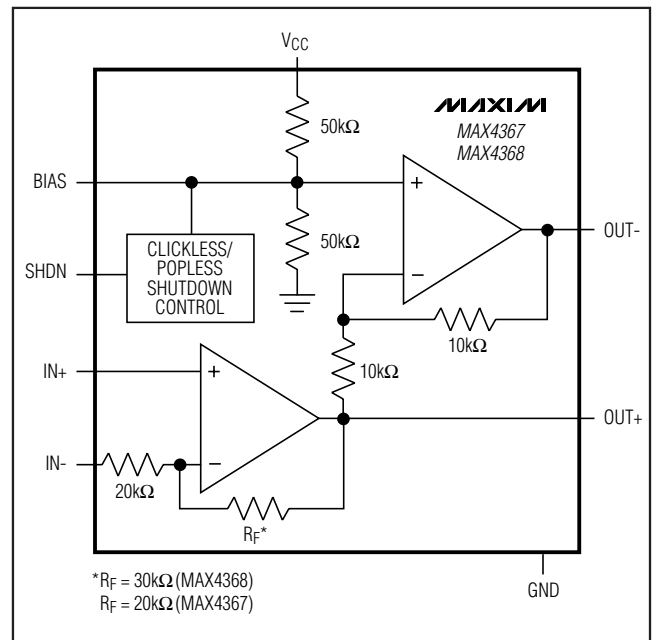 VCC
MAXIM
MAX4367
MAX4368
50kΩ
BIAS
+
50kΩ
OUT-
CLICKLESS/
POPLESS
SHUTDOWN
CONTROL
SHDN
−
10kΩ
10kΩ
IN+
+
OUT+
IN-
−
20kΩ
RF*
*RF = 30kΩ (MAX4368)
RF = 20kΩ (MAX4367)
GND